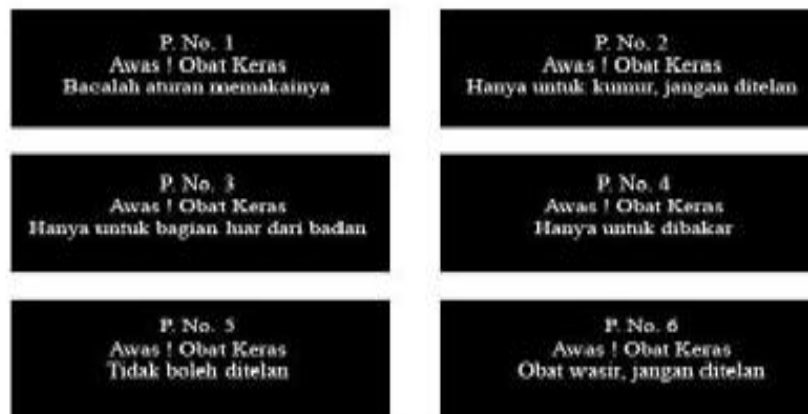 P. No. 1
Awas ! Obat Keras
Bacalah aturan memakainya
P. No. 2
Awas ! Obat Keras
Hanya untuk kumur, jangan ditelan
P. No. 3
Awas ! Obat Keras
Hanya untuk bagian luar dari badan
P. No. 4
Awas ! Obat Keras
Hanya untuk dibakar
P. No. 5
Awas ! Obat Keras
Tidak boleh ditelan
P. No. 6
Awas ! Obat Keras
Obat wasir, jangan ditelan